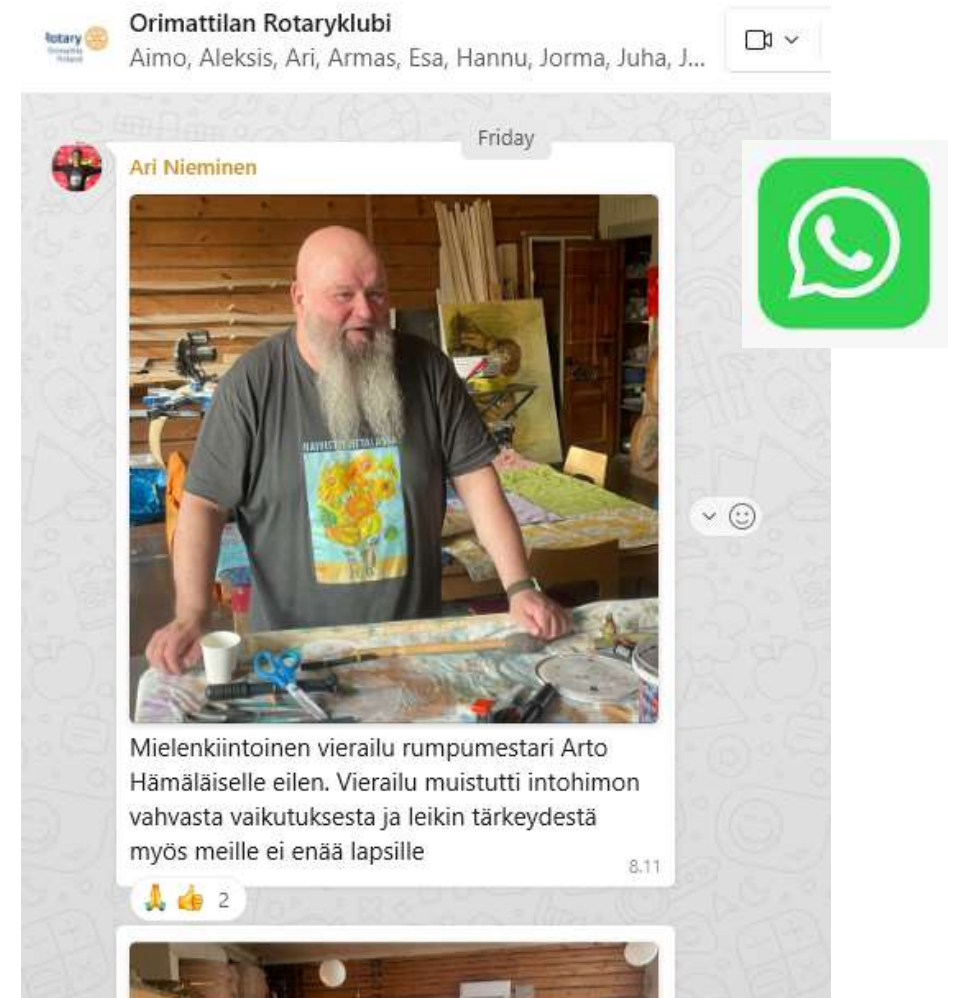 Rotary
Orimattilan Rotaryklubi
Aimo, Aleksis, Ari, Armas, Esa, Hannu, Jorma, Juha, J...
Friday
Ari Nieminen
Mielenkiintoinen vierailu rumpumestari Arto
Hämäläiselle eilen. Vierailu muistutti intohimon
vahvasta vaikutuksesta ja leikin tärkeydestä
myös meille ei enää lapsille
8.11
2